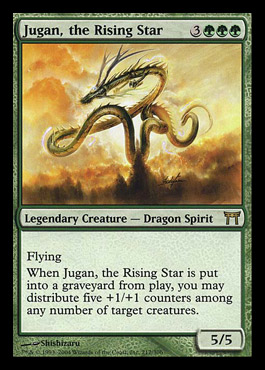 Jugan, the Rising Star 3
Legendary Creature — Dragon Spirit
Flying
When Jugan, the Rising Star is put
into a graveyard from play, you may
distribute five +1/+1 counters among
any number of target creatures.
Shishizaru
5/5